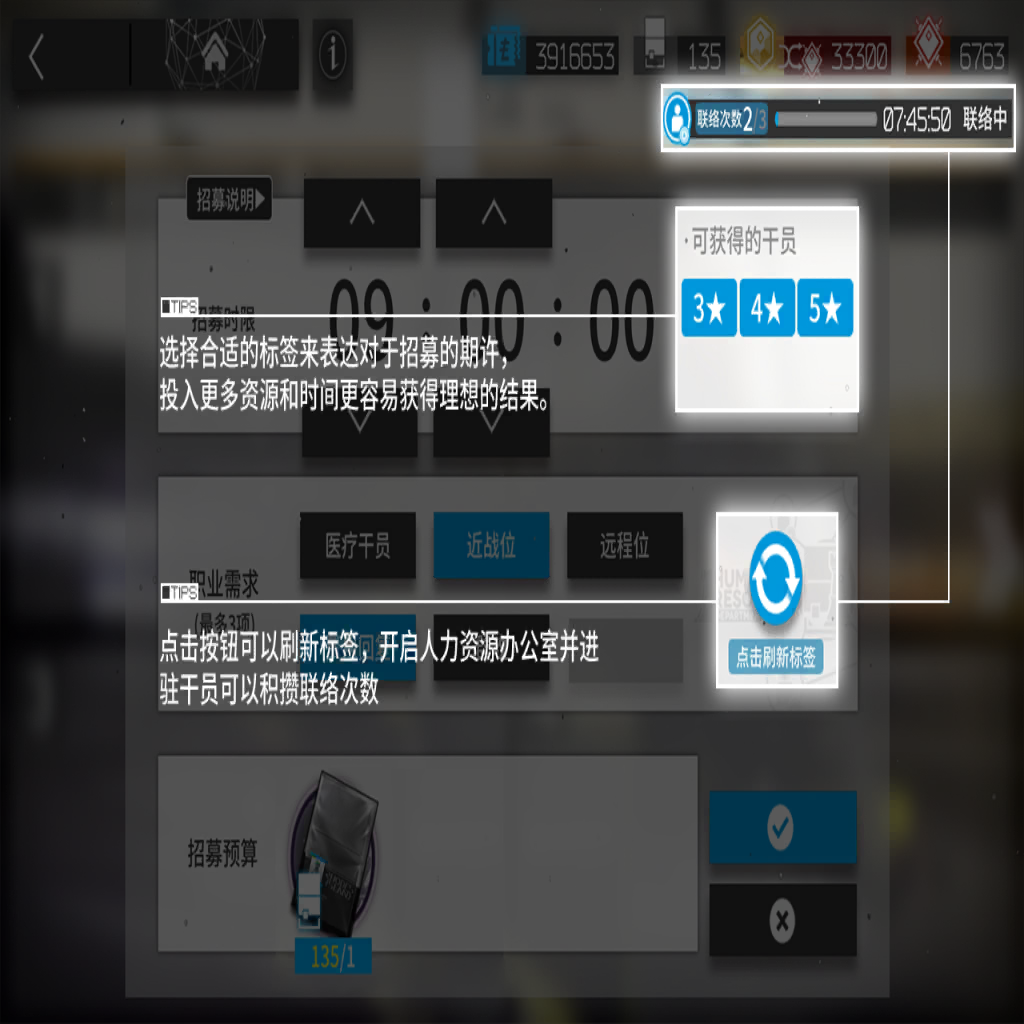 3916653
135
33300
6763
联络次数2/3
07:45:50
联络中
招募说明
·可获得的干员
3★
4★
5★
TIPS
招募时限
09 : 00 : 00
选择合适的标签来表达对于招募的期许，
投入更多资源和时间更容易获得理想的结果。
医疗干员
近战位
远程位
职业需求
(最多3项)
TIPS
点击按钮可以刷新标签，开启人力资源办公室并进
驻干员可以积攒联络次数
点击刷新标签
招募预算
135/1